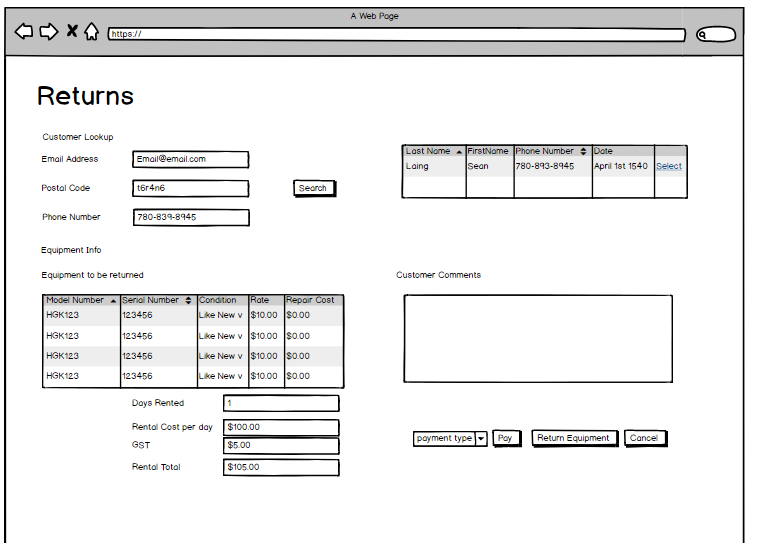 A Web Page
https://
Returns
Customer Lookup
Email Address Email@email.com
Postal Code t6r4n6 Search
Phone Number 780-839-8945
Last Name FirstName Phone Number Date
Laing Sean 780-893-8945 April 1st 1540 Select
Equipment Info
Equipment to be returned
Model Number Serial Number Condition Rate Repair Cost
HGK123 123456 Like New v $10.00 $0.00
HGK123 123456 Like New v $10.00 $0.00
HGK123 123456 Like New v $10.00 $0.00
HGK123 123456 Like New v $10.00 $0.00
Days Rented 1
Rental Cost per day $100.00
GST $5.00
Rental Total $105.00
Customer Comments
payment type Pay Return Equipment Cancel